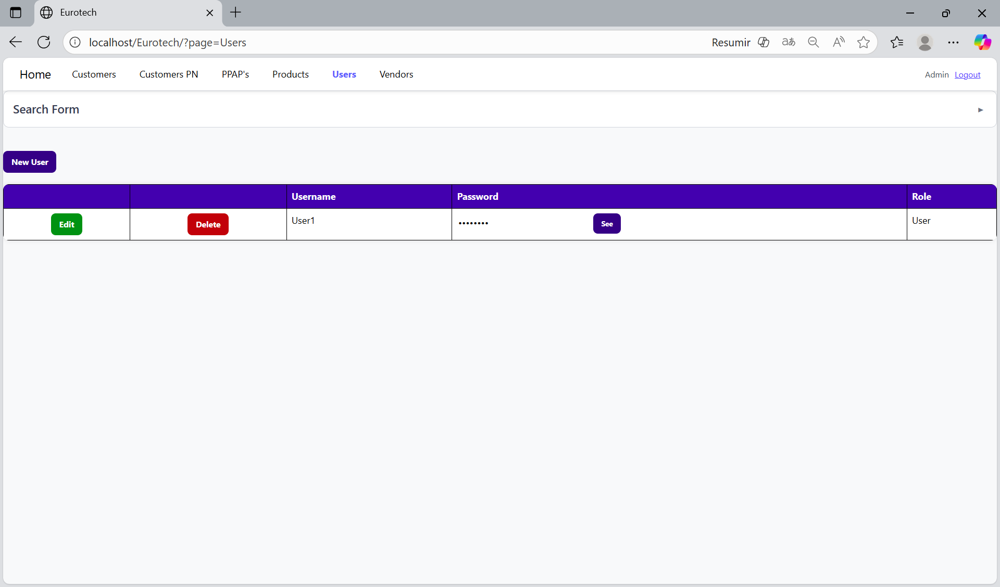 Eurotech
localhost/Eurotech/?page=Users
Resumir
Home Customers Customers PN PPAP's Products Users Vendors Admin Logout
Search Form
New User
Username Password Role
Edit Delete User1 •••••••• See User